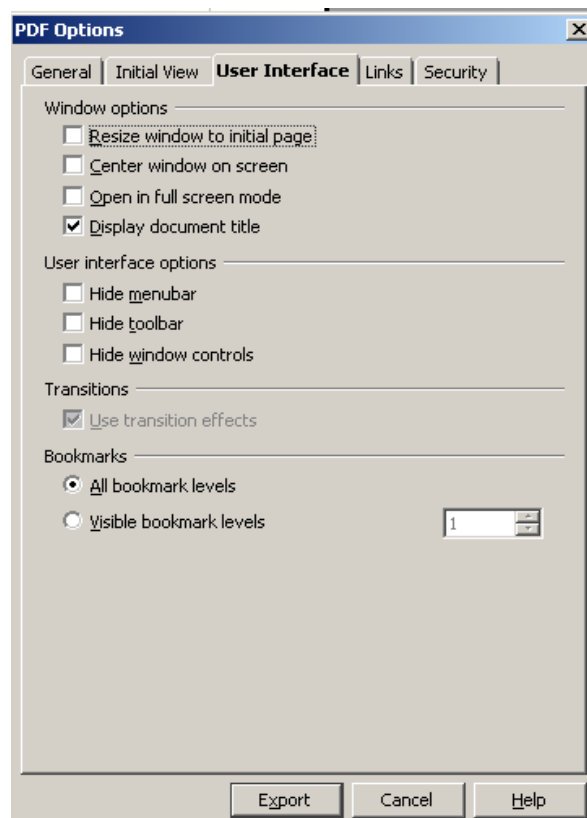 PDF Options
General Initial View User Interface Links Security
Window options
Resize window to initial page
Center window on screen
Open in full screen mode
Display document title
User interface options
Hide menubar
Hide toolbar
Hide window controls
Transitions
Use transition effects
Bookmarks
All bookmark levels
Visible bookmark levels 1
Export Cancel Help